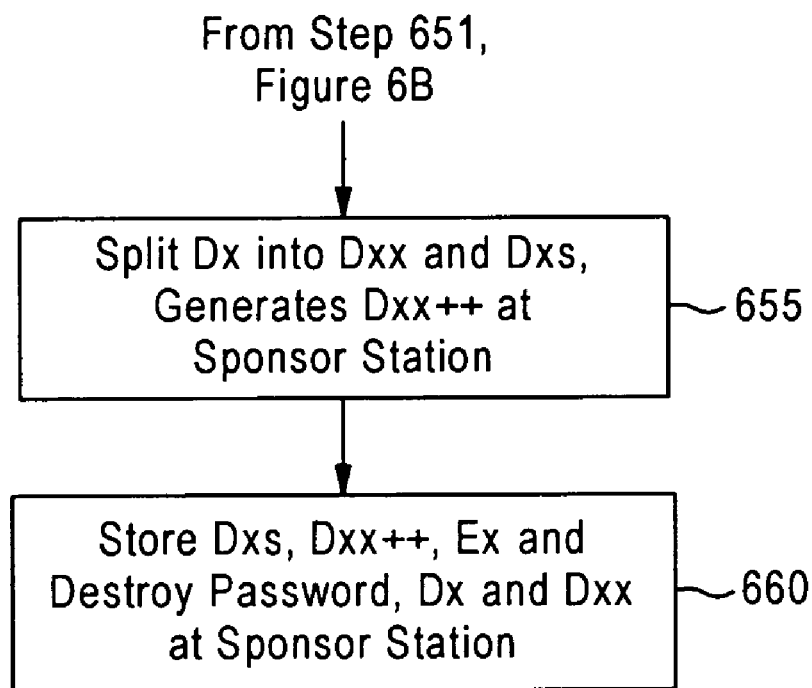 From Step 651,
Figure 6B
Split Dx into Dxx and Dxs,
Generates Dxx++ at
Sponsor Station
655
Store Dxs, Dxx++, Ex and
Destroy Password, Dx and Dxx
at Sponsor Station
660